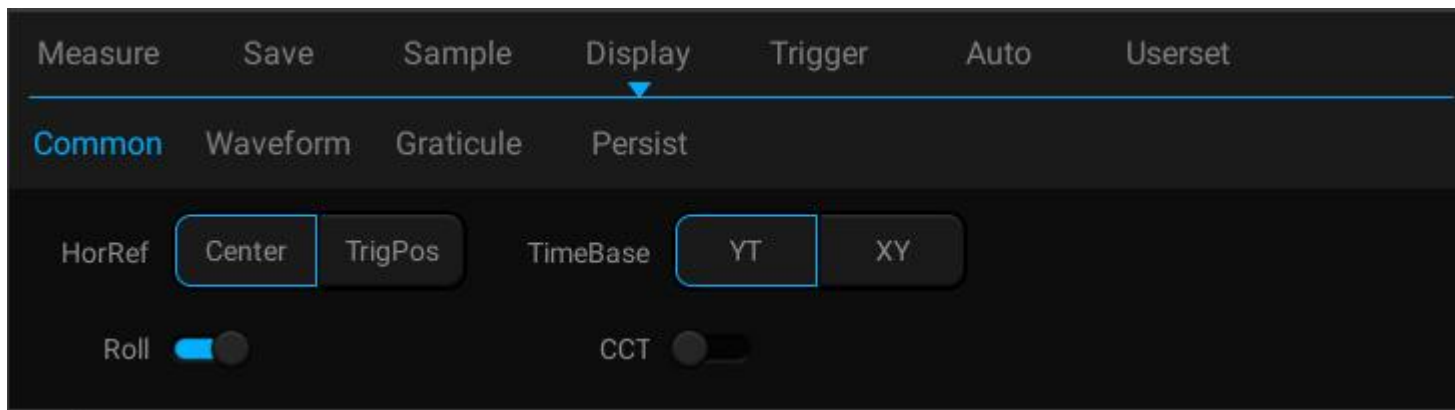 Measure Save Sample Display Trigger Auto Userset
Common Waveform Graticule Persist
HorRef Center TrigPos TimeBase YT XY
Roll CCT